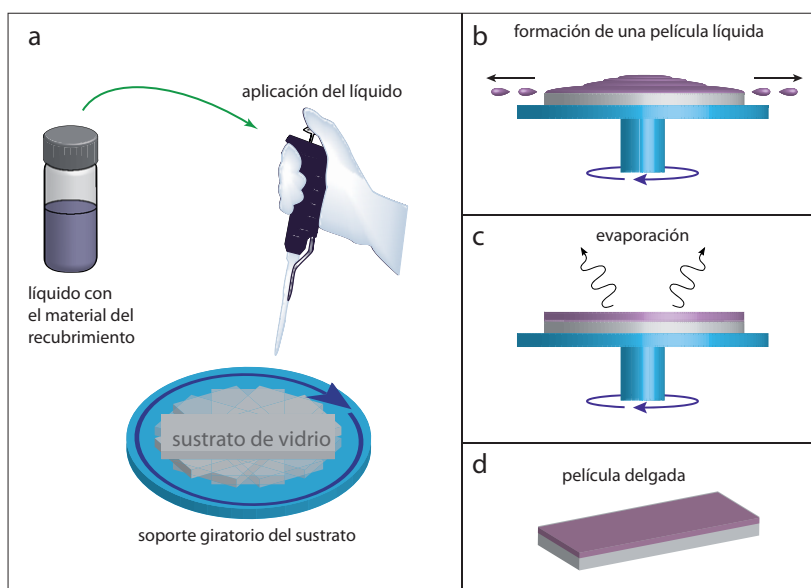 a
aplicación del líquido
líquido con
el material del
recubrimiento
sustrato de vidrio
soporte giratorio del sustrato
b
formación de una película líquida
c
evaporación
d
película delgada